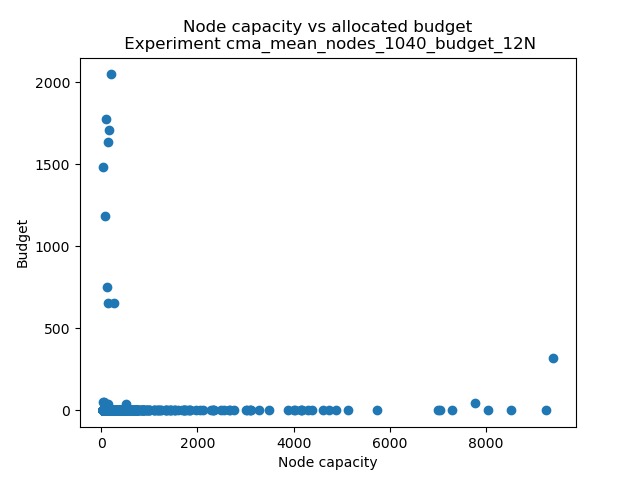 Node capacity vs allocated budget
Experiment cma_mean_nodes_1040_budget_12N
2000
1500
1000
500
0
Budget
0 2000 4000 6000 8000
Node capacity